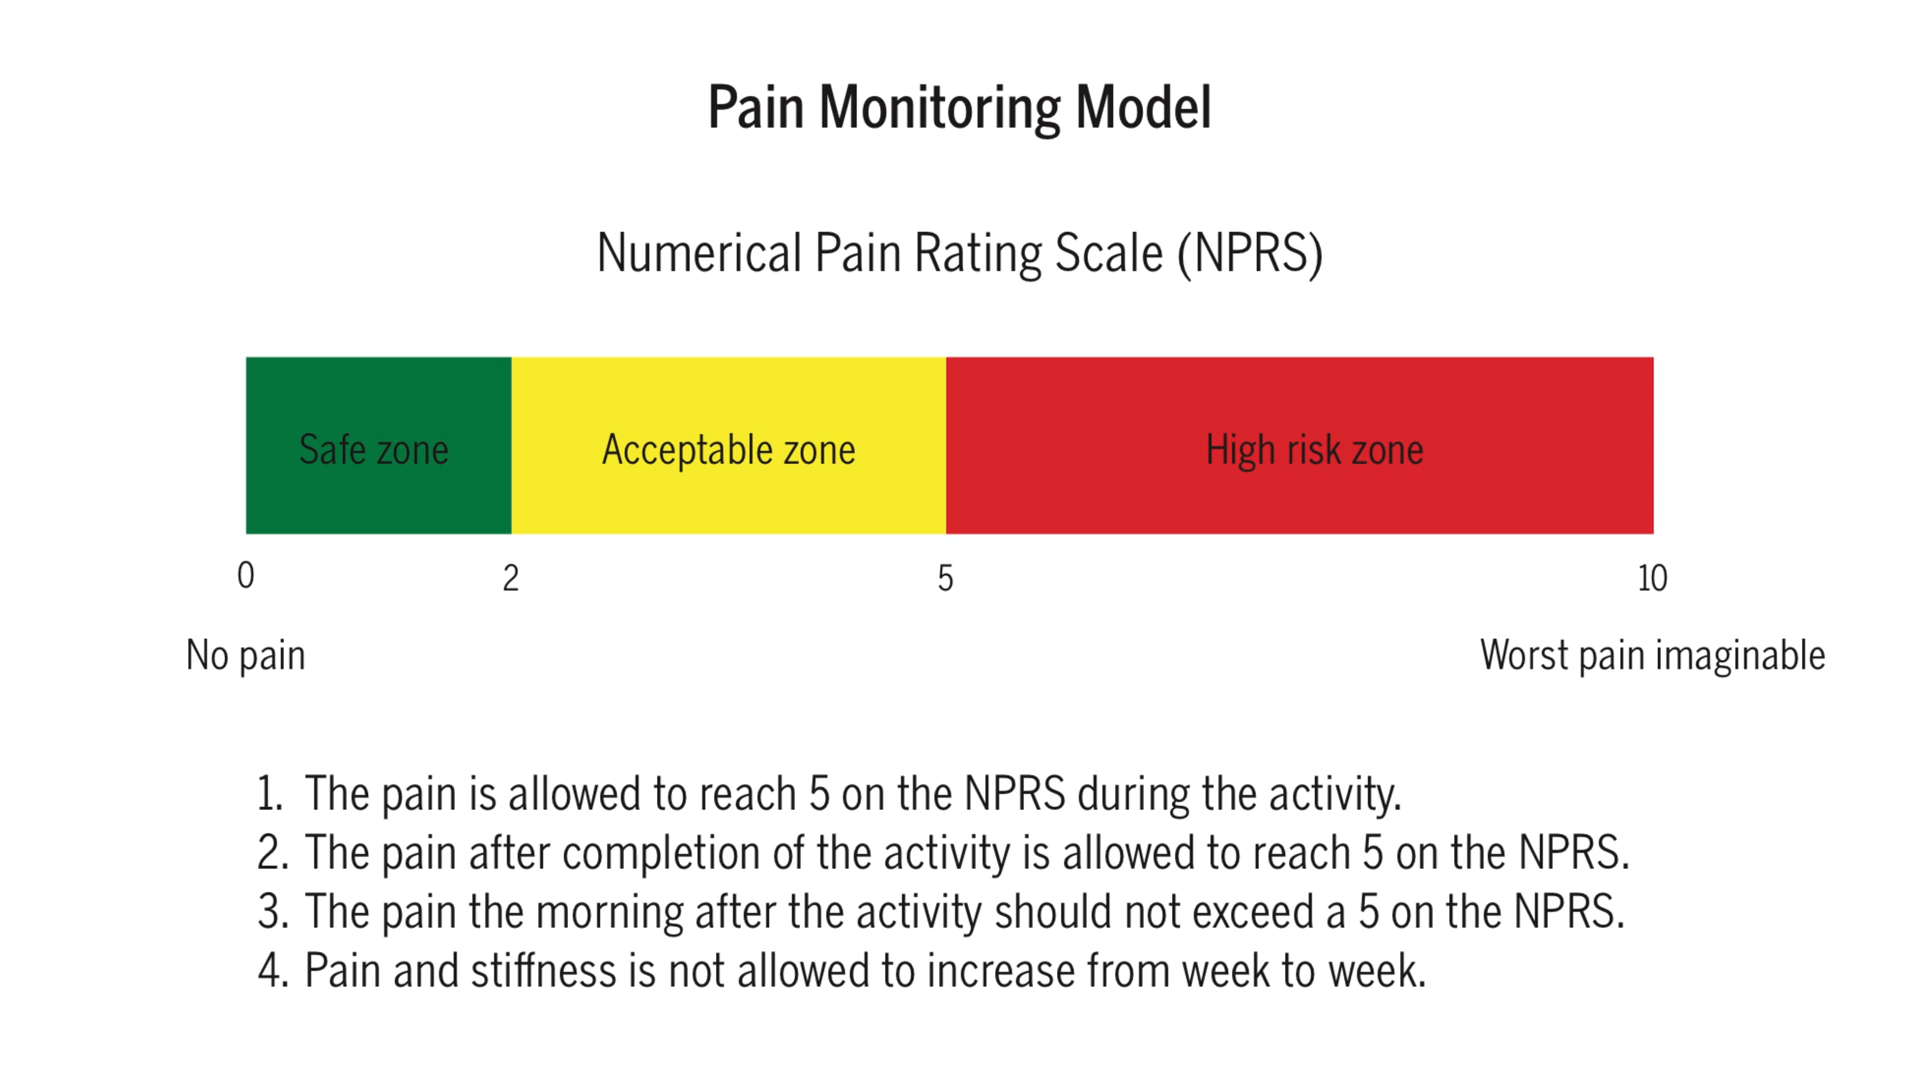 Pain Monitoring Model
Numerical Pain Rating Scale (NPRS)
Safe zone
Acceptable zone
High risk zone
0
2
5
10
No pain
Worst pain imaginable
1. The pain is allowed to reach 5 on the NPRS during the activity.
2. The pain after completion of the activity is allowed to reach 5 on the NPRS.
3. The pain the morning after the activity should not exceed a 5 on the NPRS.
4. Pain and stiffness is not allowed to increase from week to week.